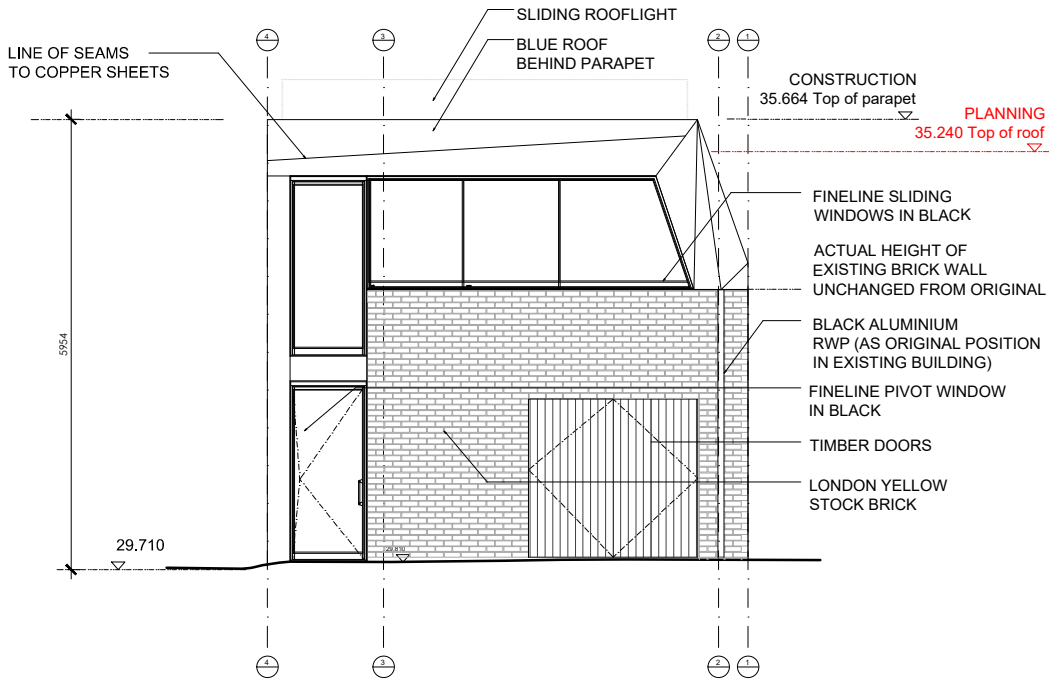 SLIDING ROOFLIGHT
4
3
2
1
LINE OF SEAMS
TO COPPER SHEETS
BLUE ROOF
BEHIND PARAPET
CONSTRUCTION
35.664 Top of parapet
PLANNING
35.240 Top of roof
FINELINE SLIDING
WINDOWS IN BLACK
ACTUAL HEIGHT OF
EXISTING BRICK WALL
UNCHANGED FROM ORIGINAL
BLACK ALUMINIUM
RWP (AS ORIGINAL POSITION
IN EXISTING BUILDING)
5954
FINELINE PIVOT WINDOW
IN BLACK
TIMBER DOORS
LONDON YELLOW
STOCK BRICK
29.710
29.810
4
3
2
1